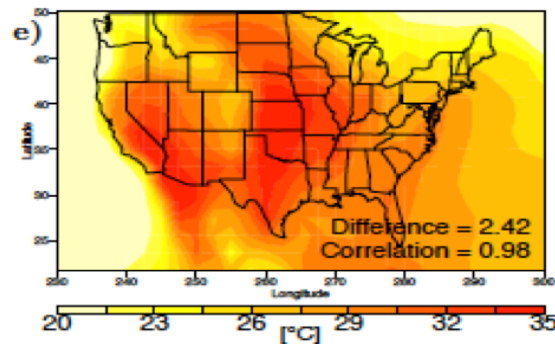 e)
50
45
40
35
30
25
Latitude
Difference = 2.42
Correlation = 0.98
230 240 250 260 270 280 290 300
Longitude
20 23 26 29 32 35
[°C]